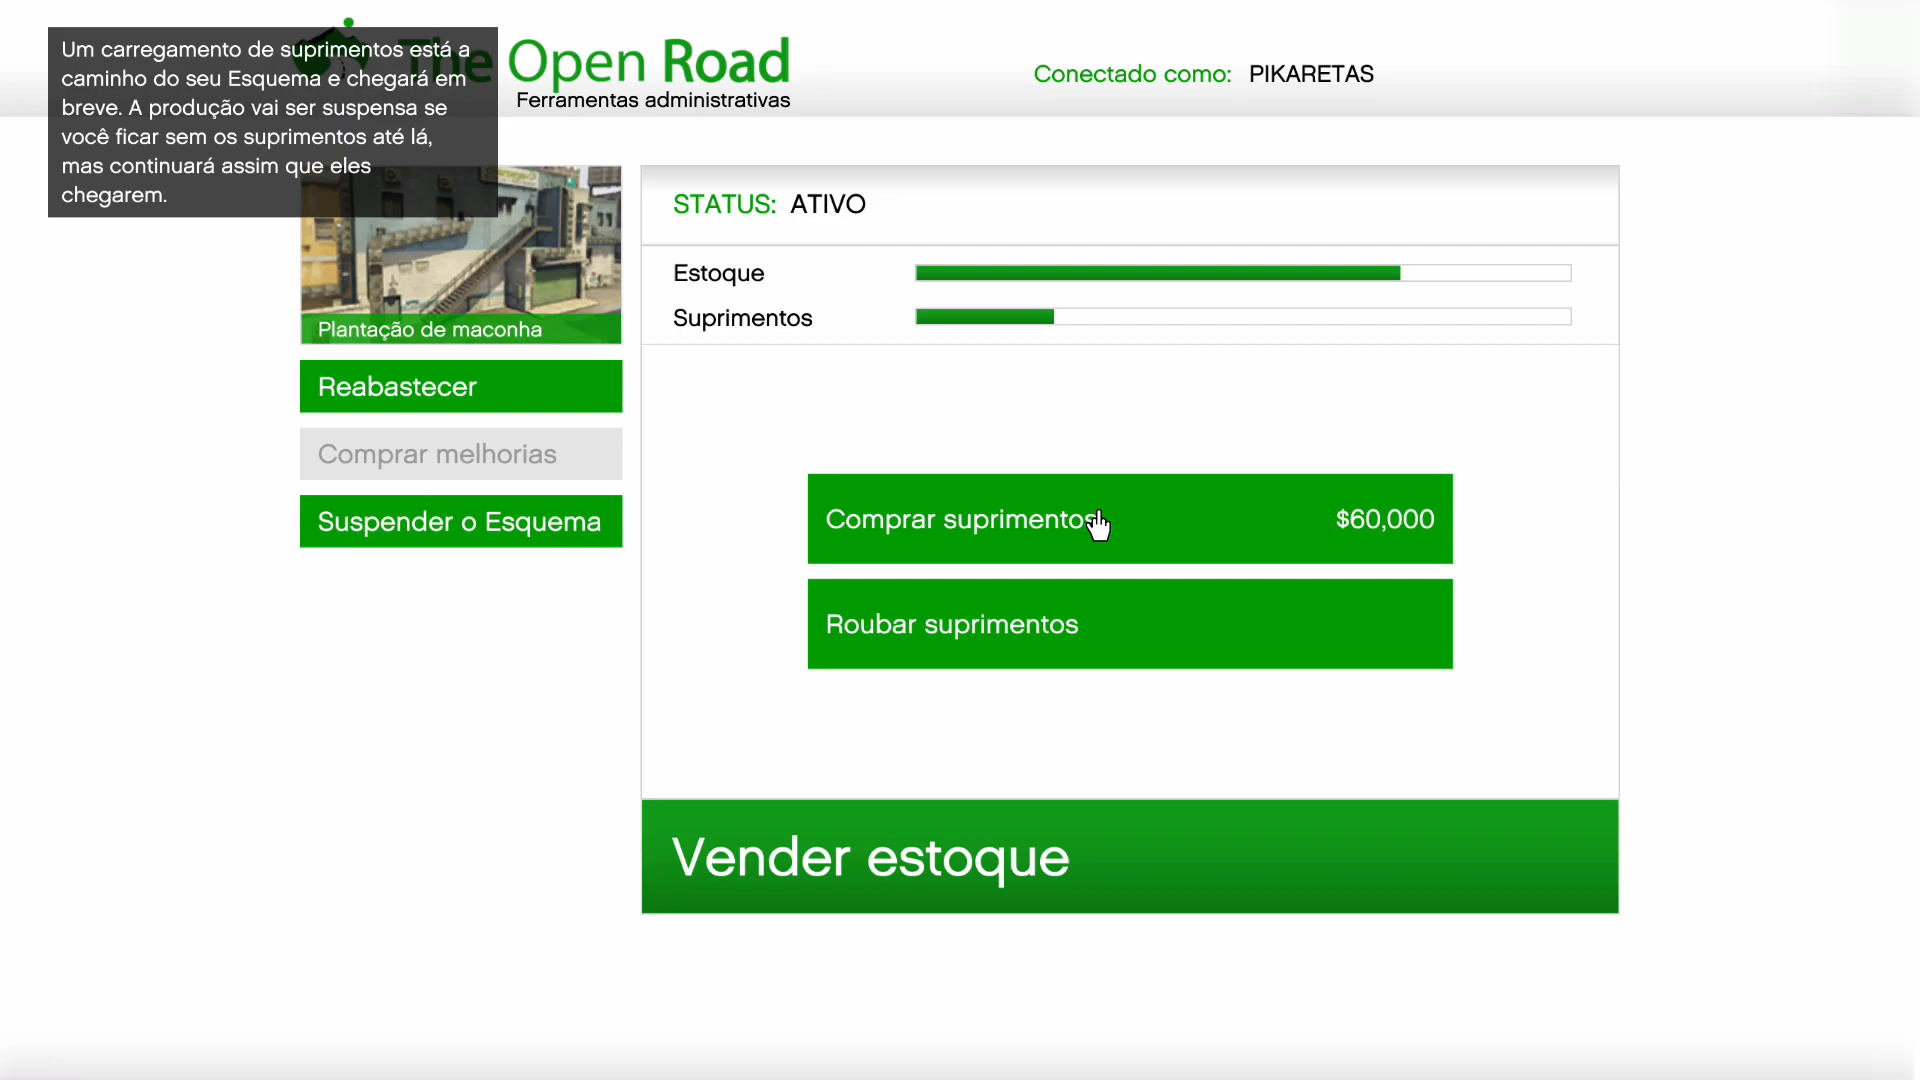 Um carregamento de suprimentos está a
caminho do seu Esquema e chegará em
breve. A produção vai ser suspensa se
você ficar sem os suprimentos até lá,
mas continuará assim que eles
chegarem.
The Open Road
Ferramentas administrativas
Conectado como: PIKARETAS
Plantação de maconha
Reabastecer
Comprar melhorias
Suspender o Esquema
STATUS: ATIVO
Estoque
Suprimentos
Comprar suprimentos $60,000
Roubar suprimentos
Vender estoque